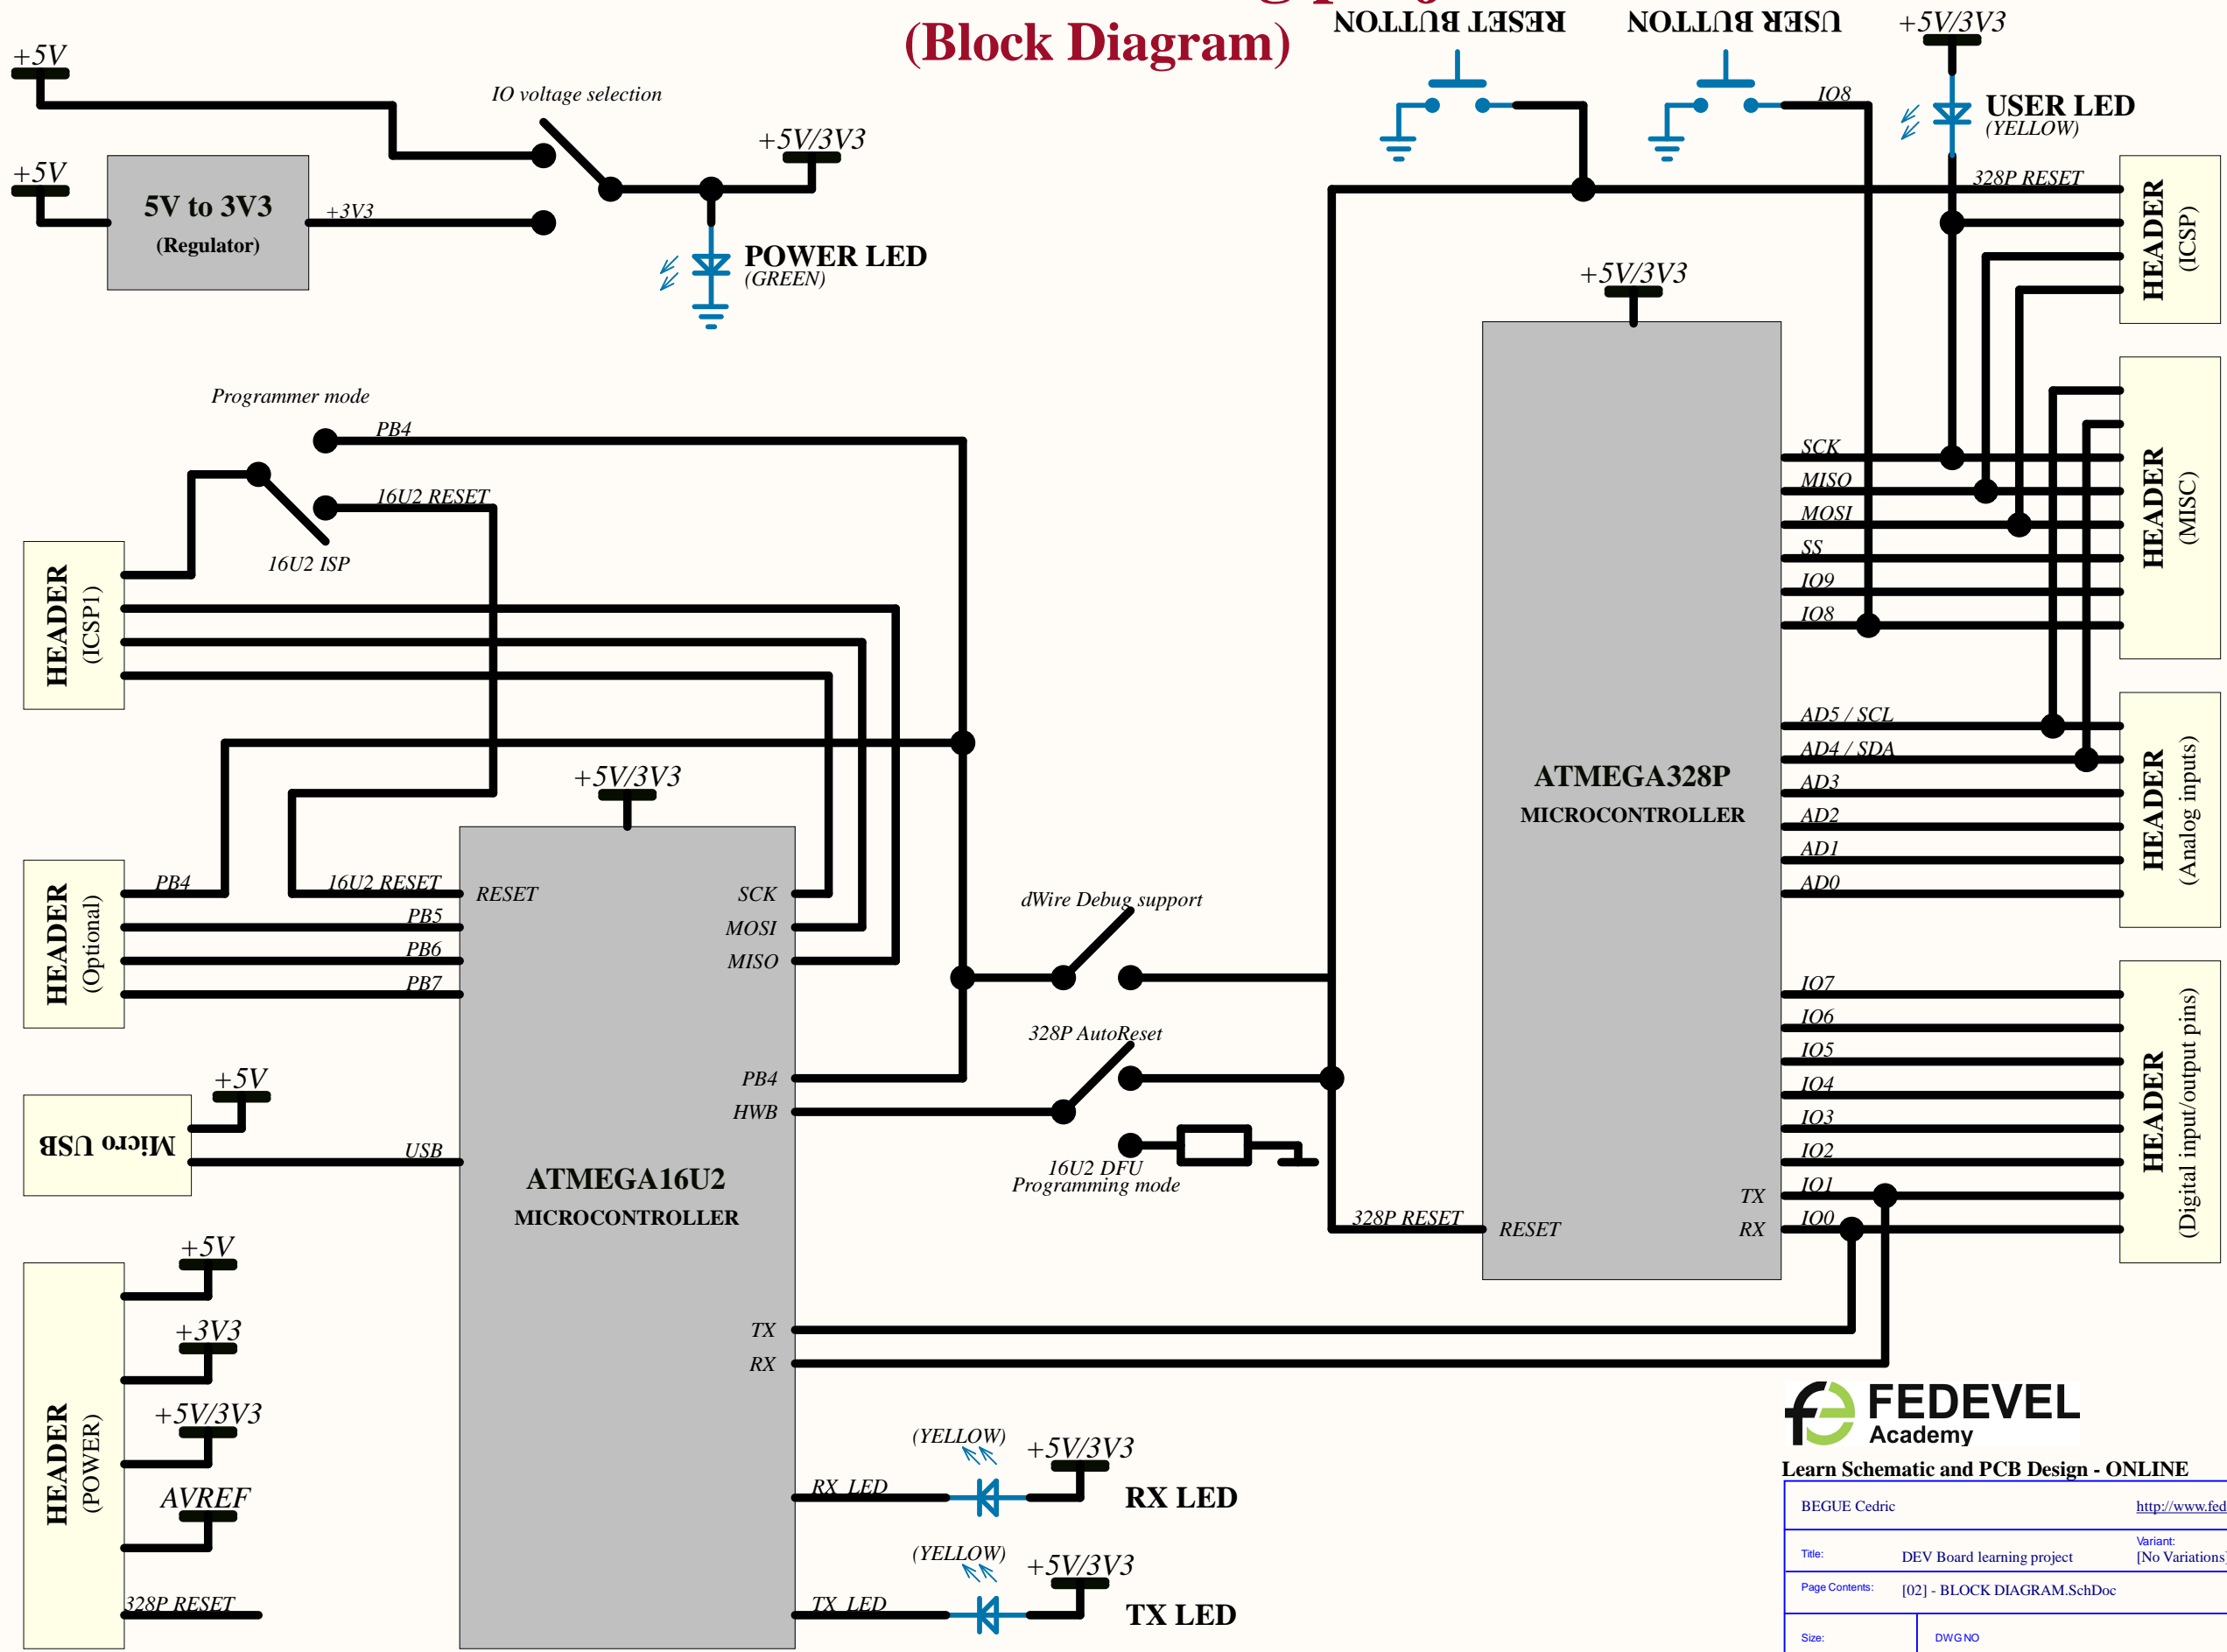 (Block Diagram)
RESET BUTTON
USER BUTTON
+5V/3V3
+5V
IO voltage selection
IO8
USER LED
(YELLOW)
+5V/3V3
+5V
5V to 3V3
(Regulator)
+3V3
POWER LED
(GREEN)
328P RESET
HEADER
(ICSP)
+5V/3V3
Programmer mode
PB4
16U2 RESET
16U2 ISP
HEADER
(ICSP1)
SCK
MISO
MOSI
SS
IO9
IO8
HEADER
(MISC)
AD5 / SCL
AD4 / SDA
AD3
AD2
AD1
AD0
HEADER
(Analog inputs)
ATMEGA328P
MICROCONTROLLER
+5V/3V3
HEADER
(Optional)
PB4
16U2 RESET
PB5
PB6
PB7
RESET
SCK
MOSI
MISO
PB4
HWB
dWire Debug support
328P AutoReset
16U2 DFU
Programming mode
Micro USB
+5V
USB
ATMEGA16U2
MICROCONTROLLER
IO7
IO6
IO5
IO4
IO3
IO2
IO1
IO0
TX
RX
328P RESET
RESET
HEADER
(Digital input/output pins)
HEADER
(POWER)
+5V
+3V3
+5V/3V3
AVREF
328P RESET
TX
RX
(YELLOW)
+5V/3V3
RX LED
RX LED
(YELLOW)
+5V/3V3
TX LED
TX LED
FEDEVEL
Academy
Learn Schematic and PCB Design - ONLINE
BEGUE Cedric
http://www.fed
Title:
DEV Board learning project
Variant:
[No Variations]
Page Contents:
[02] - BLOCK DIAGRAM.SchDoc
Size:
DWG NO